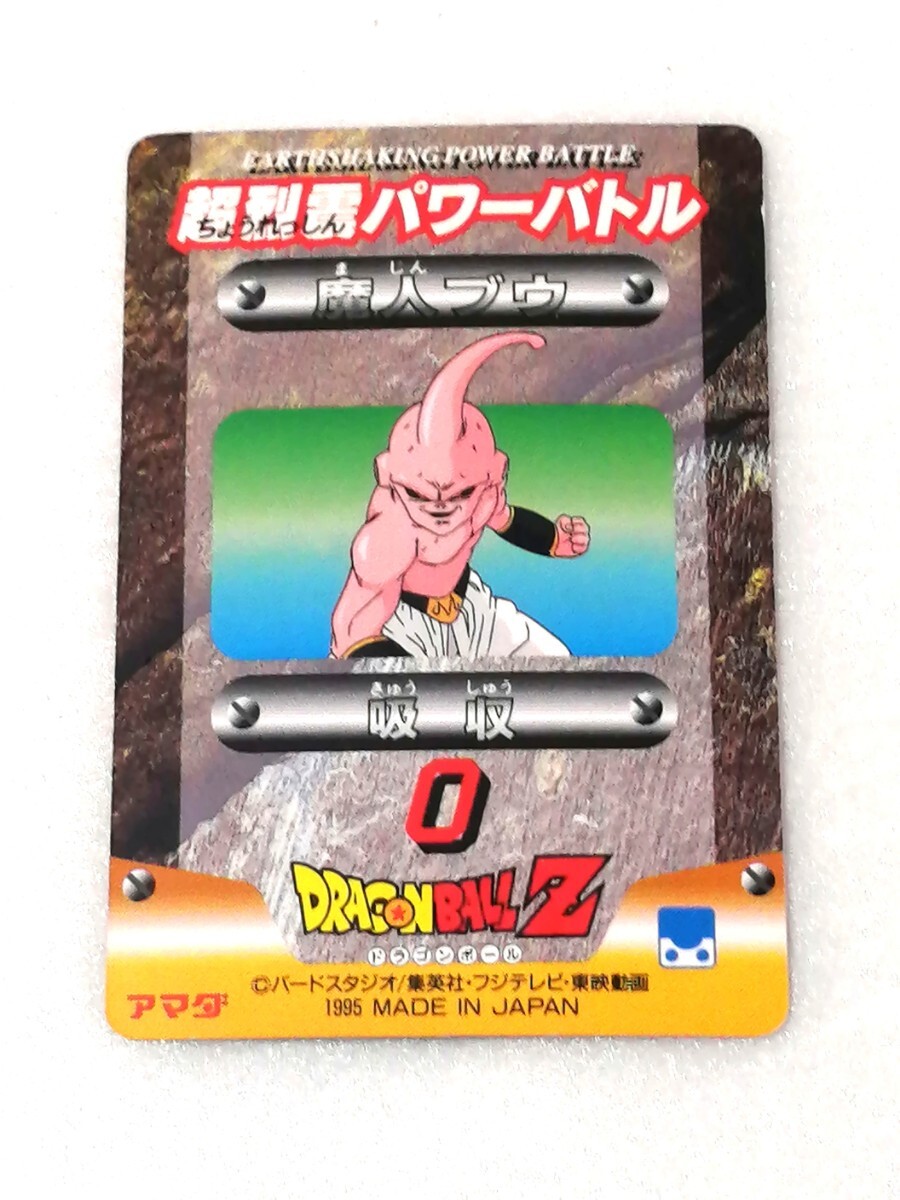 EARTHSHAKING POWER BATTLE
超烈震パワーバトル
ちょうれっしん
ま じん
魔人ブウ
M
きゅう しゅう
吸 収
0
DRAGON BALL Z
ドラゴンボール
©バードスタジオ/集英社・フジテレビ・東映動画
アマダ
1995 MADE IN JAPAN